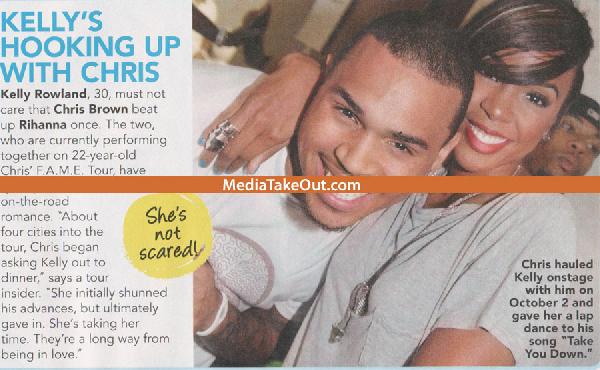 KELLY'S
HOOKING UP
WITH CHRIS
Kelly Rowland, 30, must not
care that Chris Brown beat
up Rihanna once. The two,
who are currently performing
together on 22-year-old
Chris' F.A.M.E. Tour, have
MediaTakeOut.com
on-the-road
romance. "About
four cities into the
tour, Chris began
asking Kelly out to
dinner," says a tour
insider. "She initially shunned
his advances, but ultimately
gave in. She's taking her
time. They're a long way from
being in love."
She's
not
scared!
Chris hauled
Kelly onstage
with him on
October 2 and
gave her a lap
dance to his
song "Take
You Down."